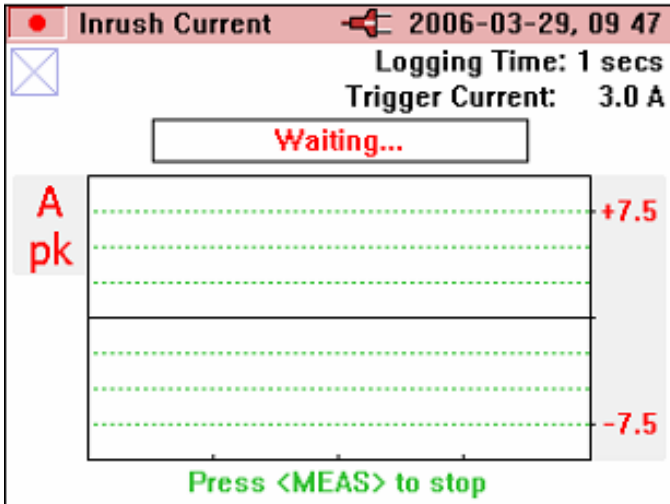 Inrush Current 2006-03-29, 09 47
Logging Time: 1 secs
Trigger Current: 3.0 A
Waiting...
A
pk
+7.5
-7.5
Press <MEAS> to stop